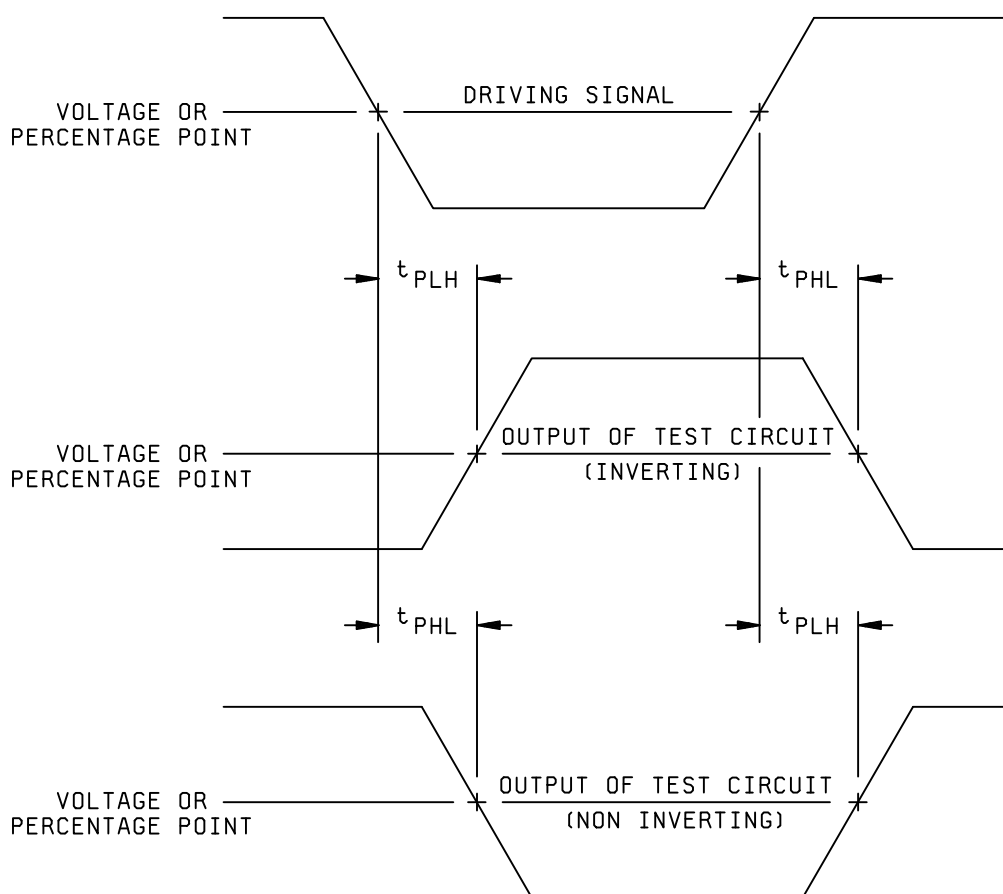 DRIVING SIGNAL
VOLTAGE OR
PERCENTAGE POINT
tPLH
tPHL
OUTPUT OF TEST CIRCUIT
(INVERTING)
VOLTAGE OR
PERCENTAGE POINT
tPHL
tPLH
OUTPUT OF TEST CIRCUIT
(NON INVERTING)
VOLTAGE OR
PERCENTAGE POINT